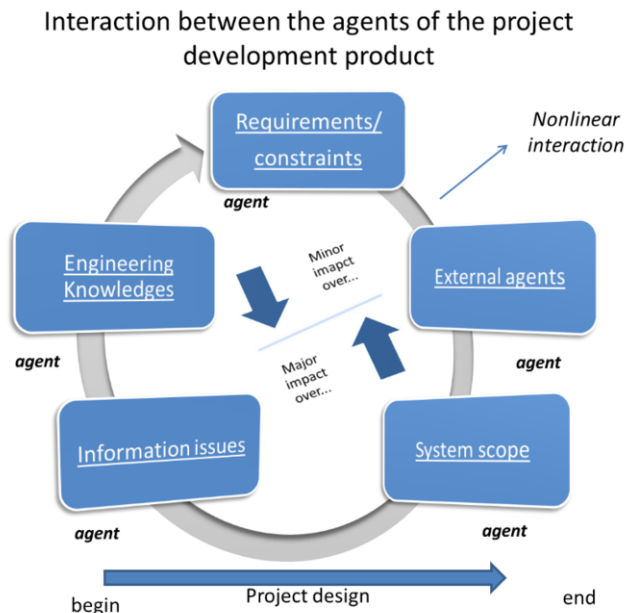 Interaction between the agents of the project
development product
Requirements/
constraints
agent
Nonlinear
interaction
Engineering
Knowledges
agent
Minor
imapct
over...
External agents
agent
Major
impact
over...
Information issues
agent
System scope
agent
begin
Project design
end